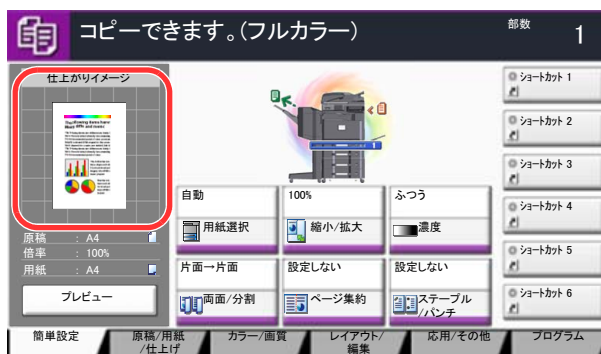 コピーできます。(フルカラー)
部数 1
仕上がりイメージ
原稿 : A4
倍率 : 100%
用紙 : A4
プレビュー
1
自動
用紙選択
100%
縮小/拡大
ふつう
濃度
片面→片面
両面/分割
設定しない
ページ集約
設定しない
ステープル
/パンチ
ショートカット 1
ショートカット 2
ショートカット 3
ショートカット 4
ショートカット 5
ショートカット 6
簡単設定
原稿/用紙
/仕上げ
カラー/画質
レイアウト/
編集
応用/その他
プログラム